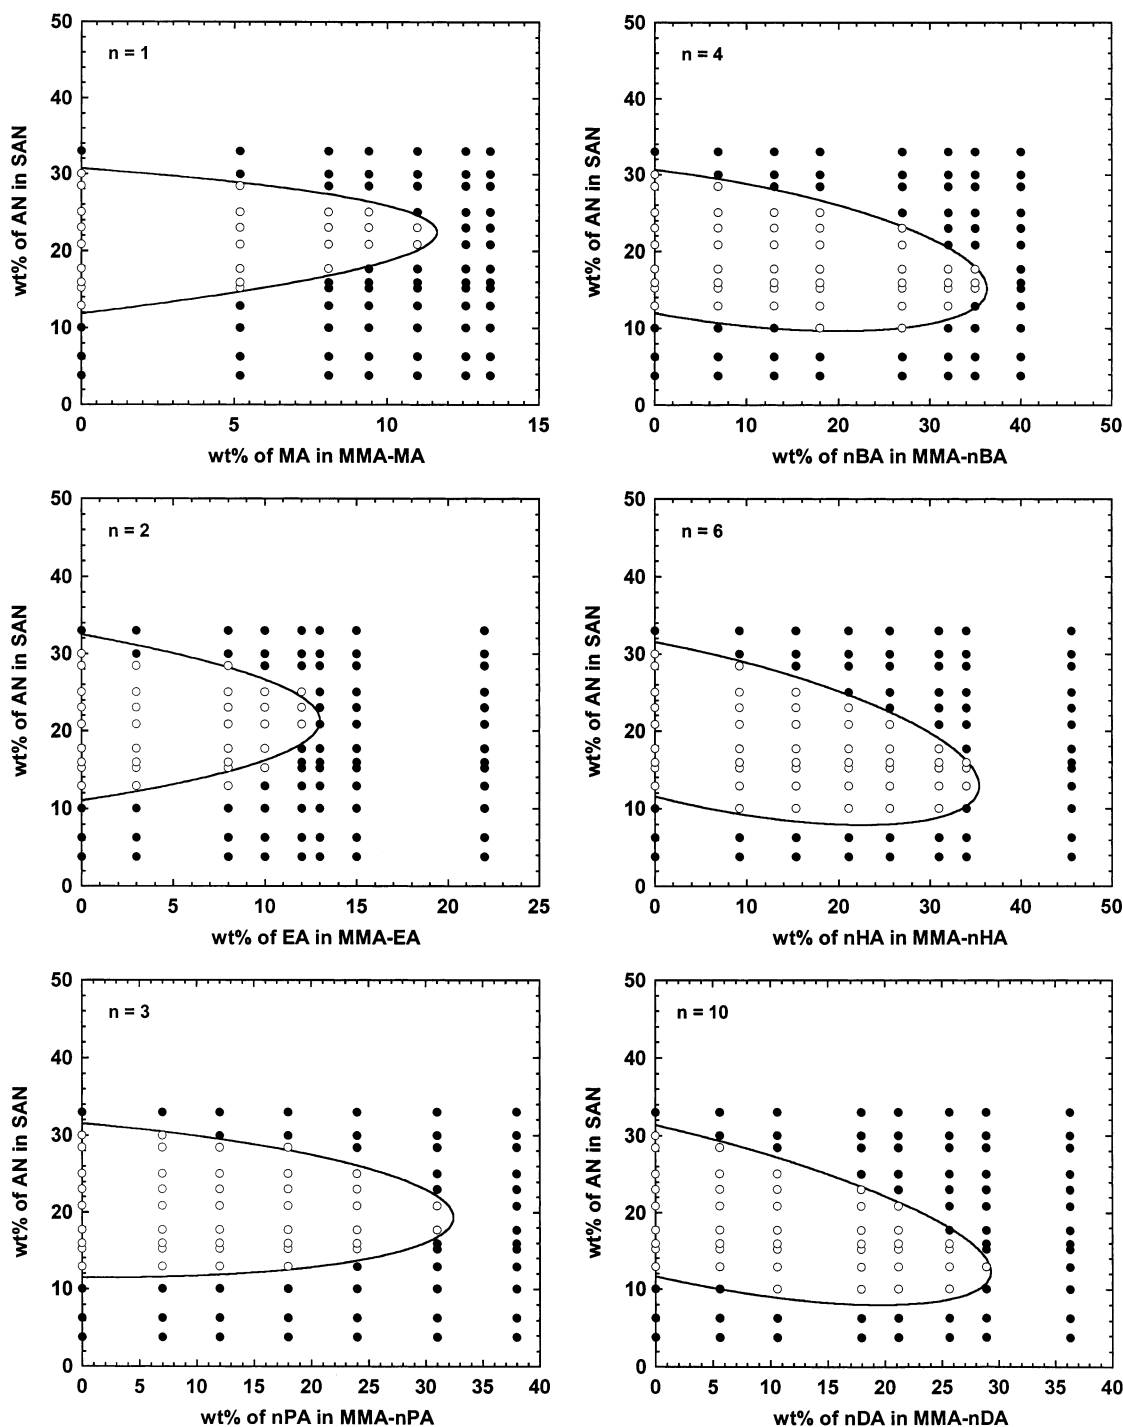 50
40
30
20
10
0
wt% of AN in SAN
n = 1
0 5 10 15
wt% of MA in MMA-MA
50
40
30
20
10
0
wt% of AN in SAN
n = 4
0 10 20 30 40 50
wt% of nBA in MMA-nBA
50
40
30
20
10
0
wt% of AN in SAN
n = 2
0 5 10 15 20 25
wt% of EA in MMA-EA
50
40
30
20
10
0
wt% of AN in SAN
n = 6
0 10 20 30 40 50
wt% of nHA in MMA-nHA
50
40
30
20
10
0
wt% of AN in SAN
n = 3
0 5 10 15 20 25 30 35 40
wt% of nPA in MMA-nPA
50
40
30
20
10
0
wt% of AN in SAN
n = 10
0 5 10 15 20 25 30 35 40
wt% of nDA in MMA-nDA